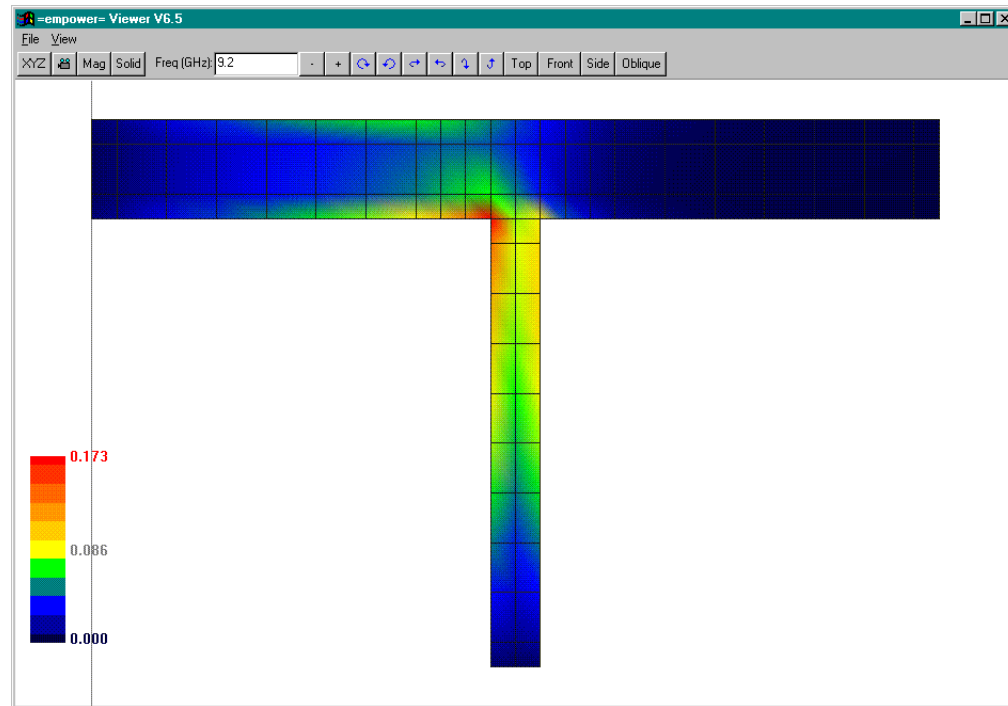 =empower= Viewer V6.5
File View
XYZ Mag Solid Freq (GHz): 9.2 - + Top Front Side Oblique
0.173
0.086
0.000